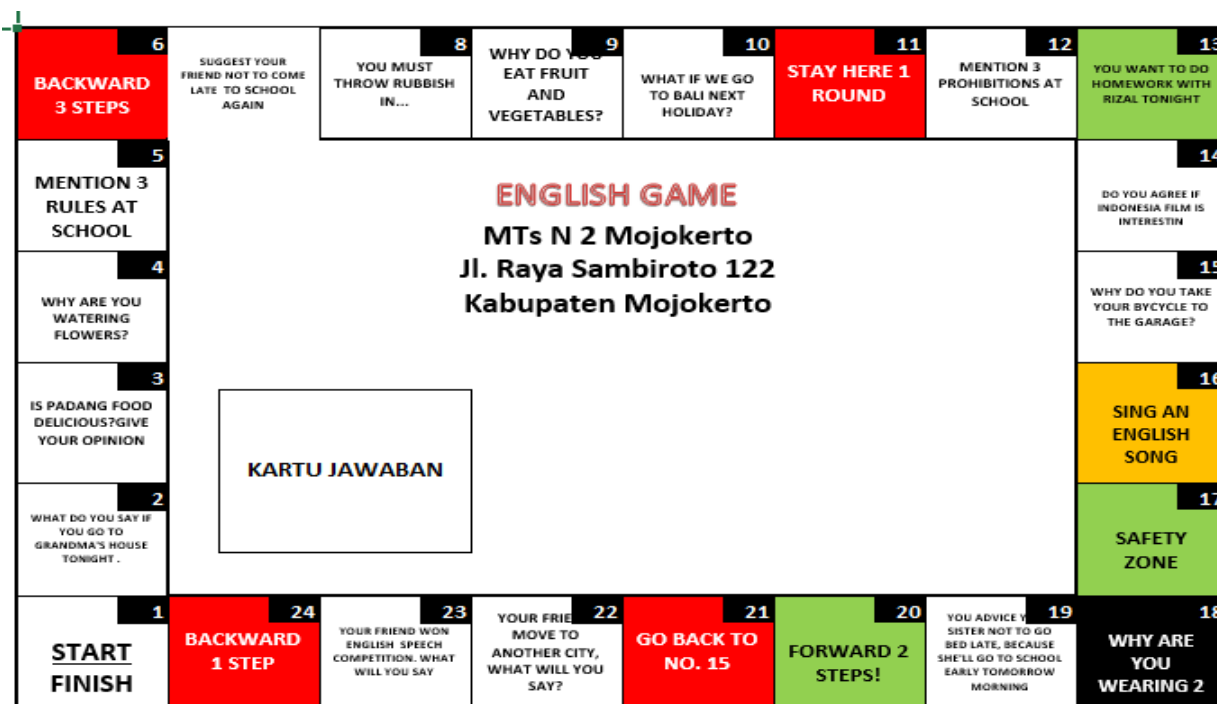 6
BACKWARD
3 STEPS
SUGGEST YOUR
FRIEND NOT TO COME
LATE TO SCHOOL
AGAIN
8
YOU MUST
THROW RUBBISH
IN...
9
WHY DO YOU
EAT FRUIT
AND
VEGETABLES?
10
WHAT IF WE GO
TO BALI NEXT
HOLIDAY?
11
STAY HERE 1
ROUND
12
MENTION 3
PROHIBITIONS AT
SCHOOL
13
YOU WANT TO DO
HOMEWORK WITH
RIZAL TONIGHT
5
MENTION 3
RULES AT
SCHOOL
ENGLISH GAME
MTs N 2 Mojokerto
Jl. Raya Sambiroto 122
Kabupaten Mojokerto
14
DO YOU AGREE IF
INDONESIA FILM IS
INTERESTIN
4
WHY ARE YOU
WATERING
FLOWERS?
15
WHY DO YOU TAKE
YOUR BYCYCLE TO
THE GARAGE?
3
IS PADANG FOOD
DELICIOUS?GIVE
YOUR OPINION
KARTU JAWABAN
16
SING AN
ENGLISH
SONG
2
WHAT DO YOU SAY IF
YOU GO TO
GRANDMA'S HOUSE
TONIGHT .
17
SAFETY
ZONE
1
START
FINISH
24
BACKWARD
1 STEP
23
YOUR FRIEND WON
ENGLISH SPEECH
COMPETITION. WHAT
WILL YOU SAY
22
YOUR FRIE
MOVE TO
ANOTHER CITY,
WHAT WILL YOU
SAY?
21
GO BACK TO
NO. 15
20
FORWARD 2
STEPS!
19
YOU ADVICE Y
SISTER NOT TO GO
BED LATE, BECAUSE
SHE'LL GO TO SCHOOL
EARLY TOMORROW
MORNING
18
WHY ARE
YOU
WEARING 2